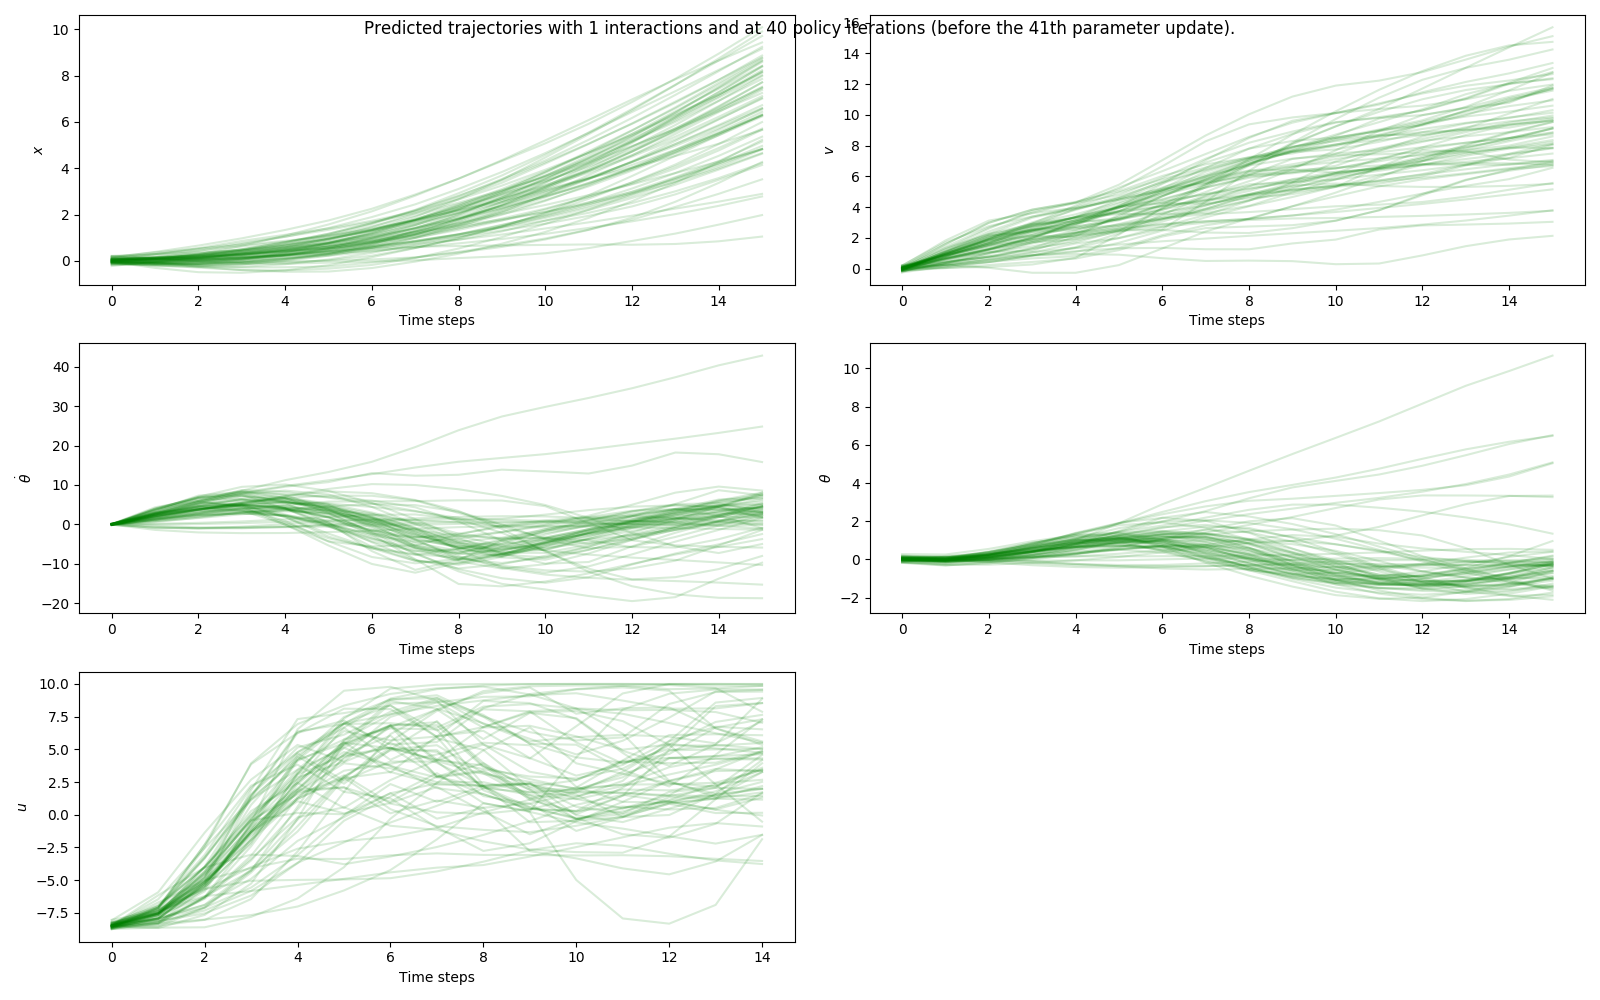 Predicted trajectories with 1 interactions and at 40 policy iterations (before the 41th parameter update).
10
8
6
4
2
0
x
0 2 4 6 8 10 12 14
Time steps
16
14
12
10
8
6
4
2
0
v
0 2 4 6 8 10 12 14
Time steps
40
30
20
10
0
−10
−20
θ̇
0 2 4 6 8 10 12 14
Time steps
10
8
6
4
2
0
−2
θ
0 2 4 6 8 10 12 14
Time steps
10.0
7.5
5.0
2.5
0.0
−2.5
−5.0
−7.5
u
0 2 4 6 8 10 12 14
Time steps